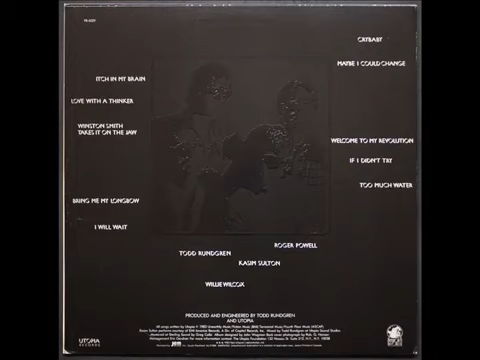 CRYBABY
MAYBE I COULD CHANGE
ITCH IN MY BRAIN
LOVE WITH A THINKER
WINSTON SMITH
TAKES IT ON THE JAW
WELCOME TO MY REVOLUTION
IF I DIDN'T TRY
TOO MUCH WATER
BRING ME MY LONGBOW
I WILL WAIT
ROGER POWELL
TODD RUNDGREN
KASIM SULTON
WILLIE WILCOX
PRODUCED AND ENGINEERED BY TODD RUNDGREN
AND UTOPIA
UTOPIA
RECORDS